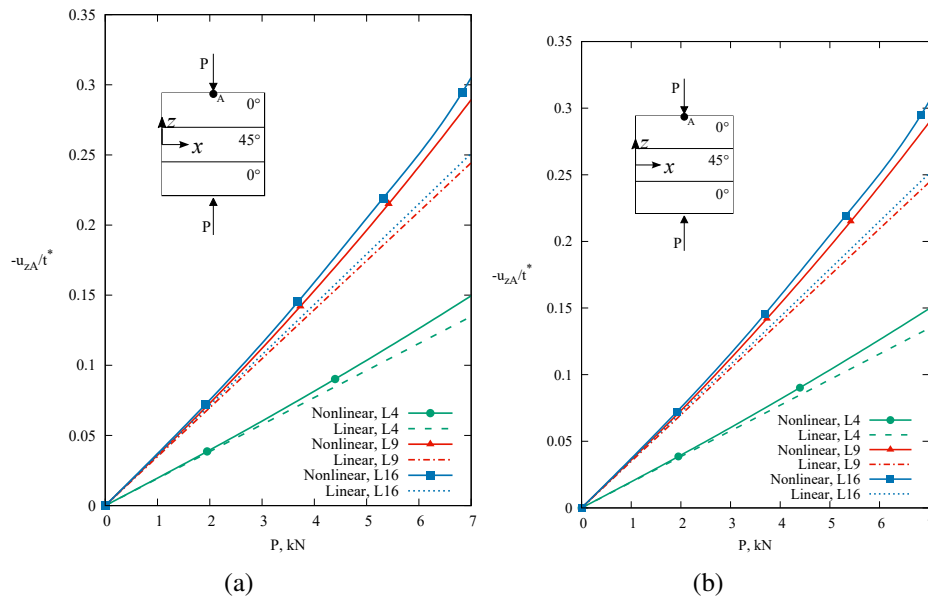 0.35
0.3
0.25
0.2
-u_zA/t*
0.15
0.1
0.05
0
0 1 2 3 4 5 6 7
P, kN
P
A
0°
z
45°
x
0°
P
Nonlinear, L4
Linear, L4
Nonlinear, L9
Linear, L9
Nonlinear, L16
Linear, L16
(a)
0.35
0.3
0.25
0.2
-u_zA/t*
0.15
0.1
0.05
0
0 1 2 3 4 5 6 7
P, kN
P
A
0°
z
45°
x
0°
P
Nonlinear, L4
Linear, L4
Nonlinear, L9
Linear, L9
Nonlinear, L16
Linear, L16
(b)